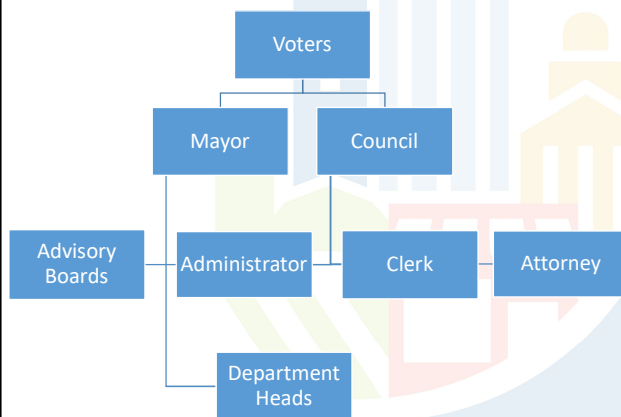 Voters
Mayor
Council
Advisory
Boards
Administrator
Clerk
Attorney
Department
Heads